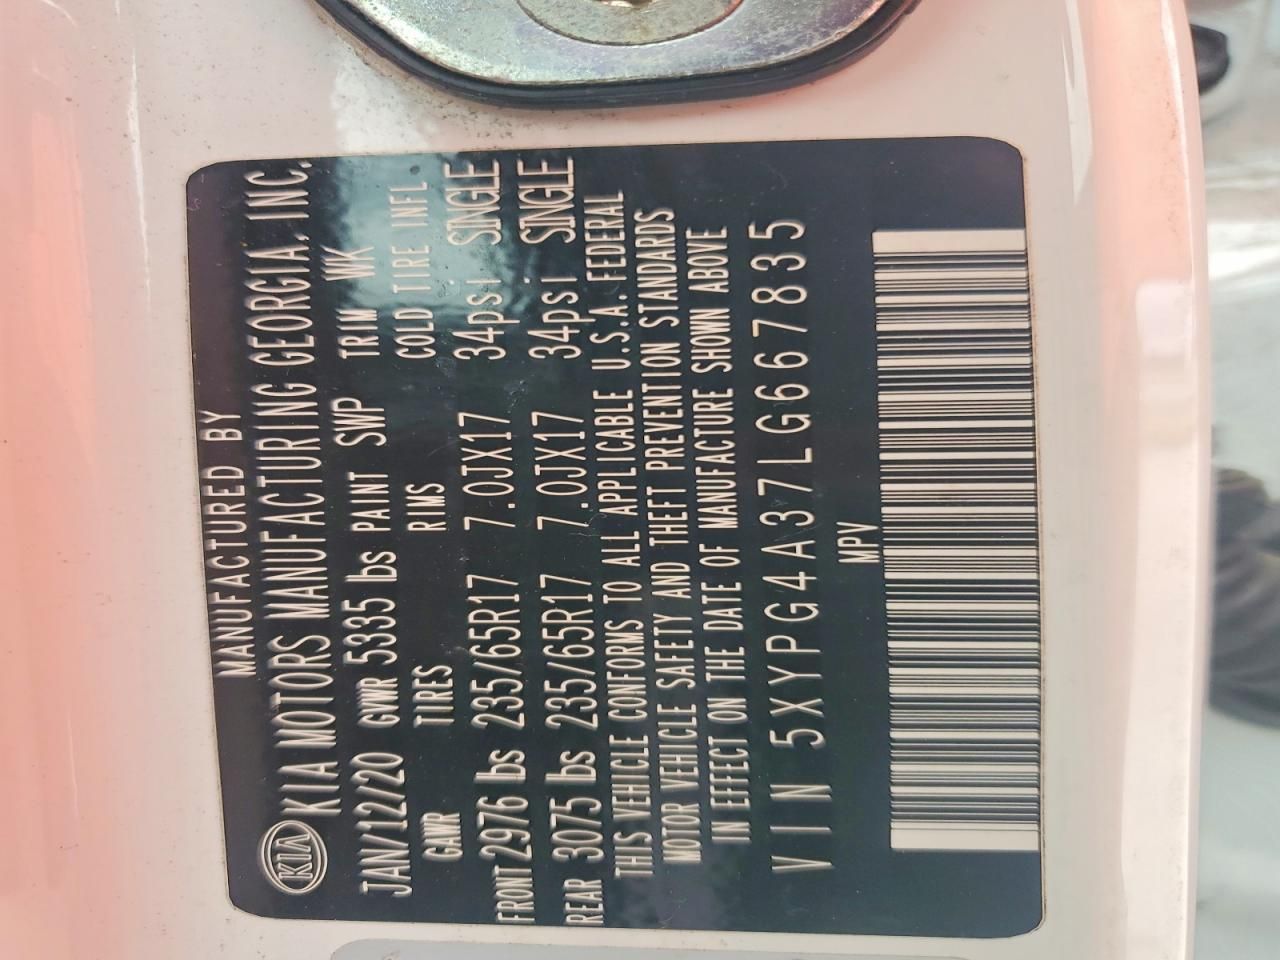 MANUFACTURED BY
KIA KIA MOTORS MANUFACTURING GEORGIA, INC.
JAN/12/20 GVWR 5335 lbs PAINT SWP TRIM WK
GAWR TIRES RIMS COLD TIRE INFL.
FRONT 2976 lbs 235/65R17 7.0JX17 34psi SINGLE
REAR 3075 lbs 235/65R17 7.0JX17 34psi SINGLE
THIS VEHICLE CONFORMS TO ALL APPLICABLE U.S.A. FEDERAL
MOTOR VEHICLE SAFETY AND THEFT PREVENTION STANDARDS
IN EFFECT ON THE DATE OF MANUFACTURE SHOWN ABOVE
VIN 5XYPG4A37LG667835
MPV